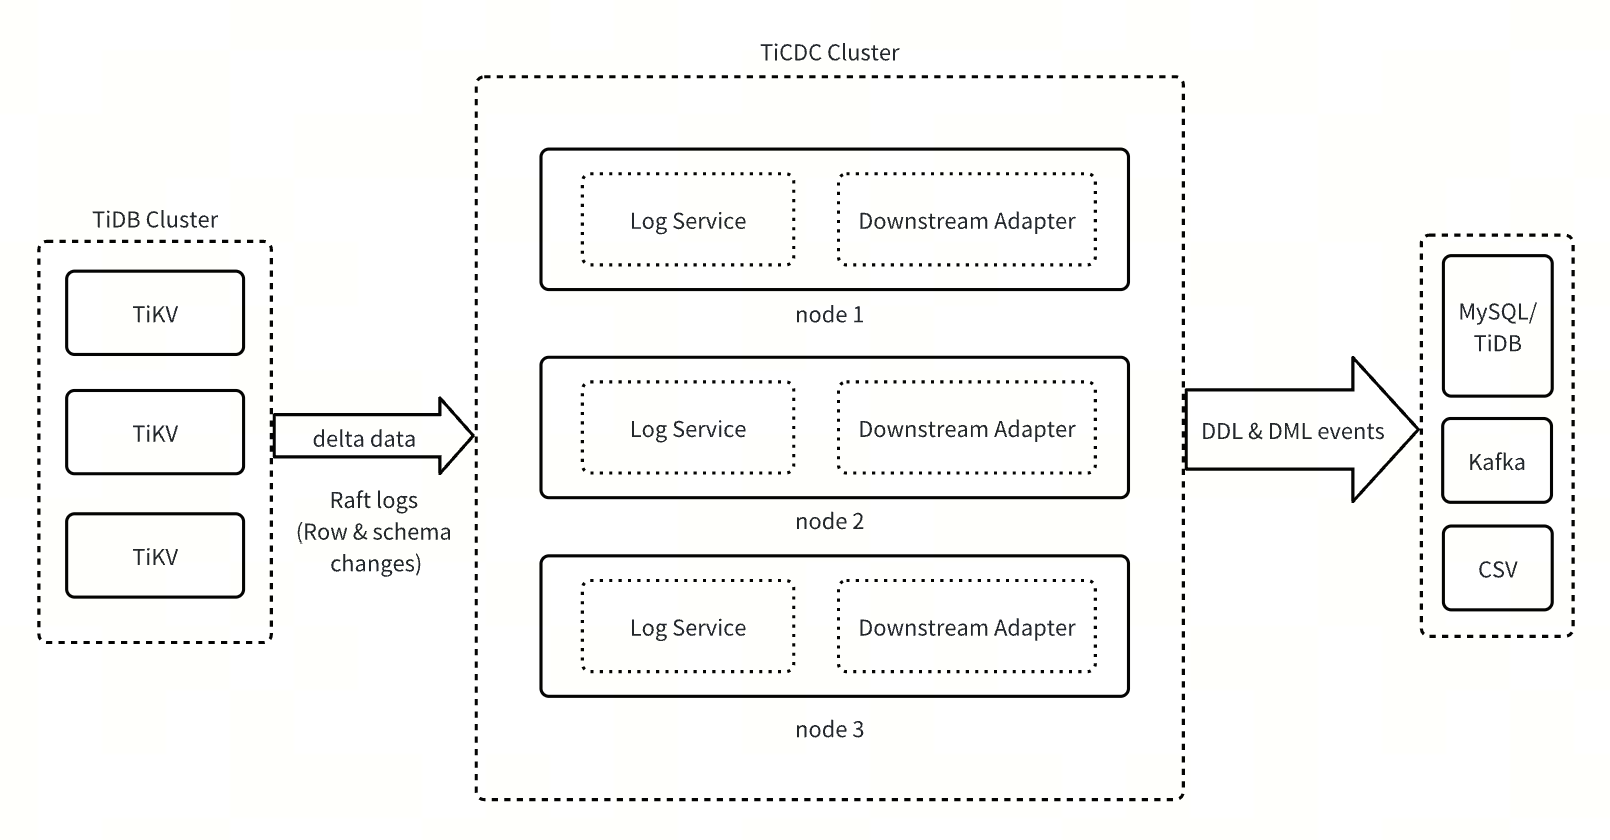 TiCDC Cluster
TiDB Cluster
TiKV
TiKV
TiKV
delta data
Raft logs
(Row & schema
changes)
Log Service
Downstream Adapter
node 1
Log Service
Downstream Adapter
node 2
Log Service
Downstream Adapter
node 3
DDL & DML events
MySQL/
TiDB
Kafka
CSV